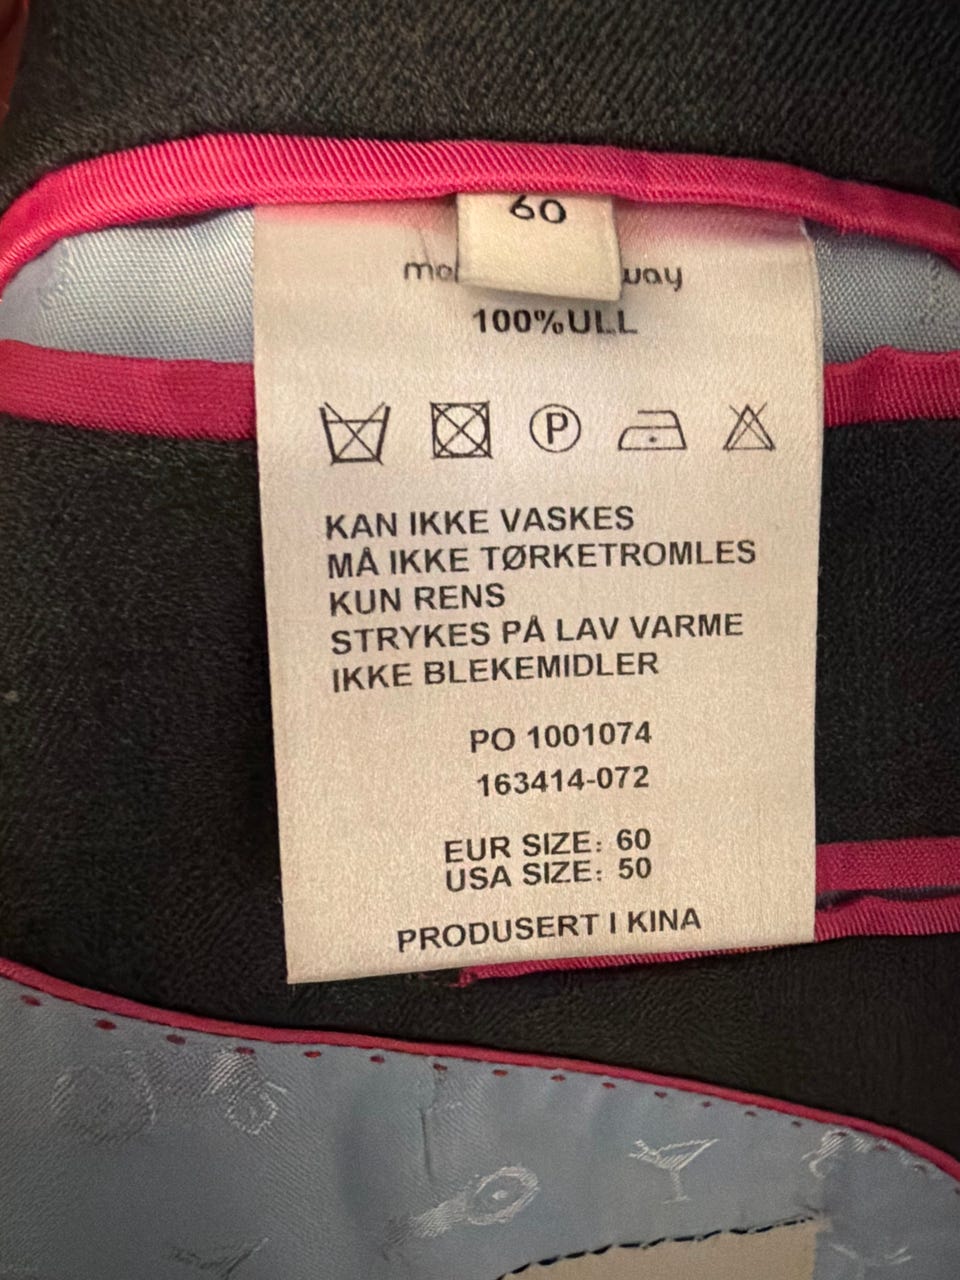 60
100%ULL
P
KAN IKKE VASKES
MÅ IKKE TØRKETROMLES
KUN RENS
STRYKES PÅ LAV VARME
IKKE BLEKEMIDLER
PO 1001074
163414-072
EUR SIZE: 60
USA SIZE: 50
PRODUSERT I KINA